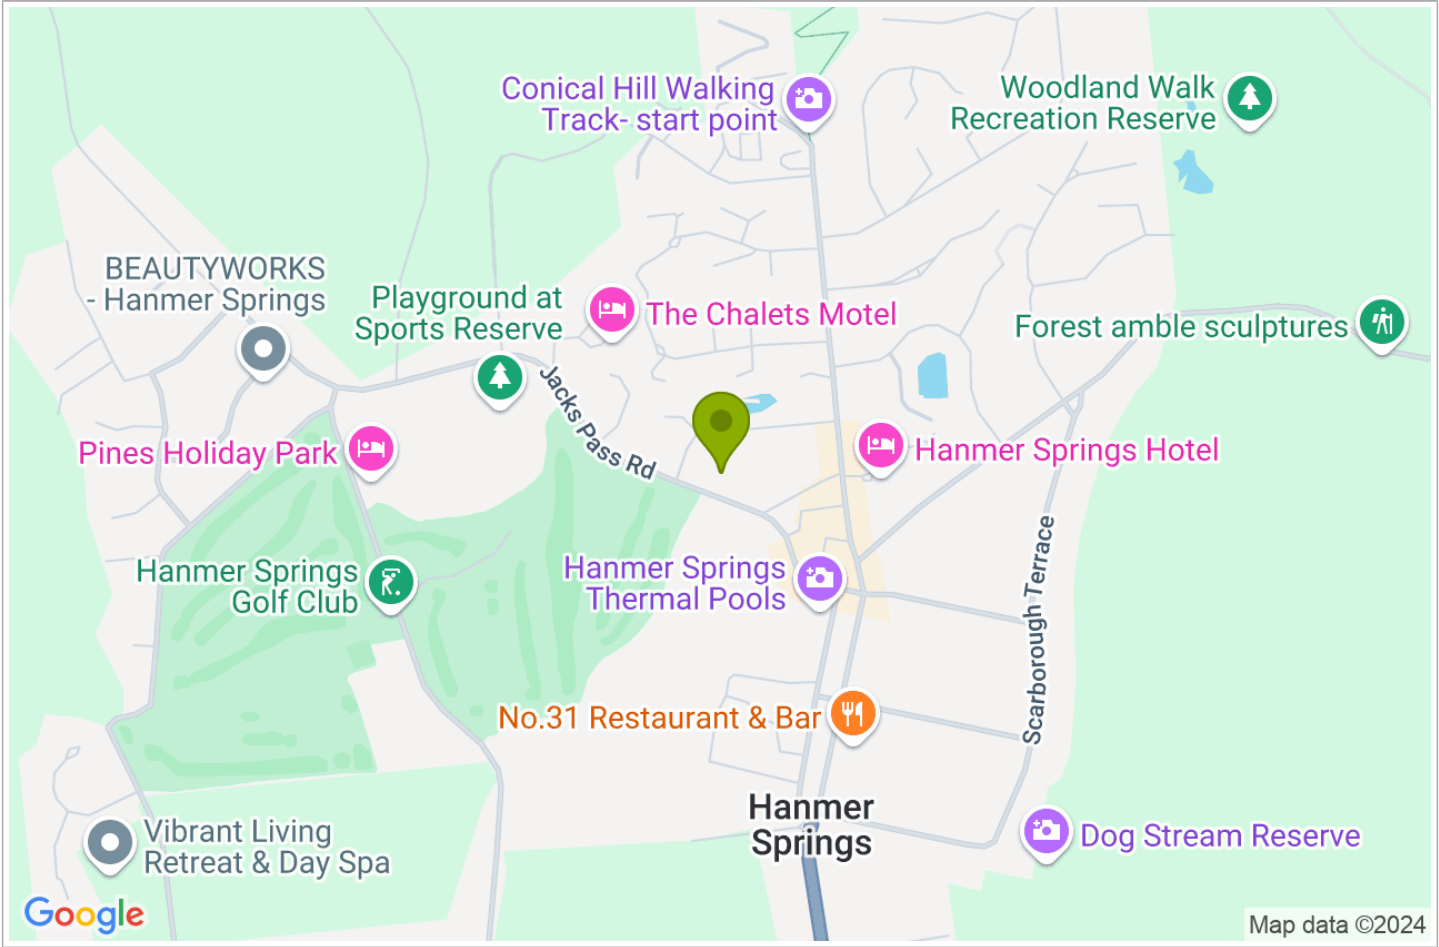 Conical Hill Walking
Track- start point
Woodland Walk
Recreation Reserve
BEAUTYWORKS
- Hanmer Springs
Playground at
Sports Reserve
The Chalets Motel
Forest amble sculptures
Jacks Pass Rd
Pines Holiday Park
Hanmer Springs Hotel
Hanmer Springs
Golf Club
Hanmer Springs
Thermal Pools
Scarborough Terrace
No.31 Restaurant & Bar
Hanmer
Springs
Vibrant Living
Retreat & Day Spa
Dog Stream Reserve
Google
Map data ©2024